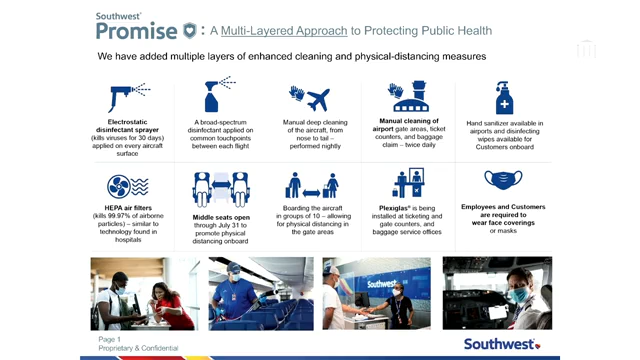 Southwest®
Promise : A Multi-Layered Approach to Protecting Public Health
We have added multiple layers of enhanced cleaning and physical-distancing measures
Electrostatic
disinfectant sprayer
(kills viruses for 30 days)
applied on every aircraft
surface
A broad-spectrum
disinfectant applied on
common touchpoints
between each flight
Manual deep cleaning
of the aircraft, from
nose to tail –
performed nightly
Manual cleaning of
airport gate areas, ticket
counters, and baggage
claim – twice daily
Hand sanitizer available in
airports and disinfecting
wipes available for
Customers onboard
HEPA air filters
(kills 99.97% of airborne
particles) – similar to
technology found in
hospitals
Middle seats open
through July 31 to
promote physical
distancing onboard
Boarding the aircraft
in groups of 10 – allowing
for physical distancing in
the gate areas
Plexiglas® is being
installed at ticketing and
gate counters, and
baggage service offices
Employees and Customers
are required to
wear face coverings
or masks
Southwest
Page 1
Proprietary & Confidential
Southwest